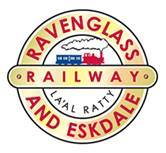 RAVENGLASS
• RAILWAY •
LA'AL RATTY
AND ESKDALE